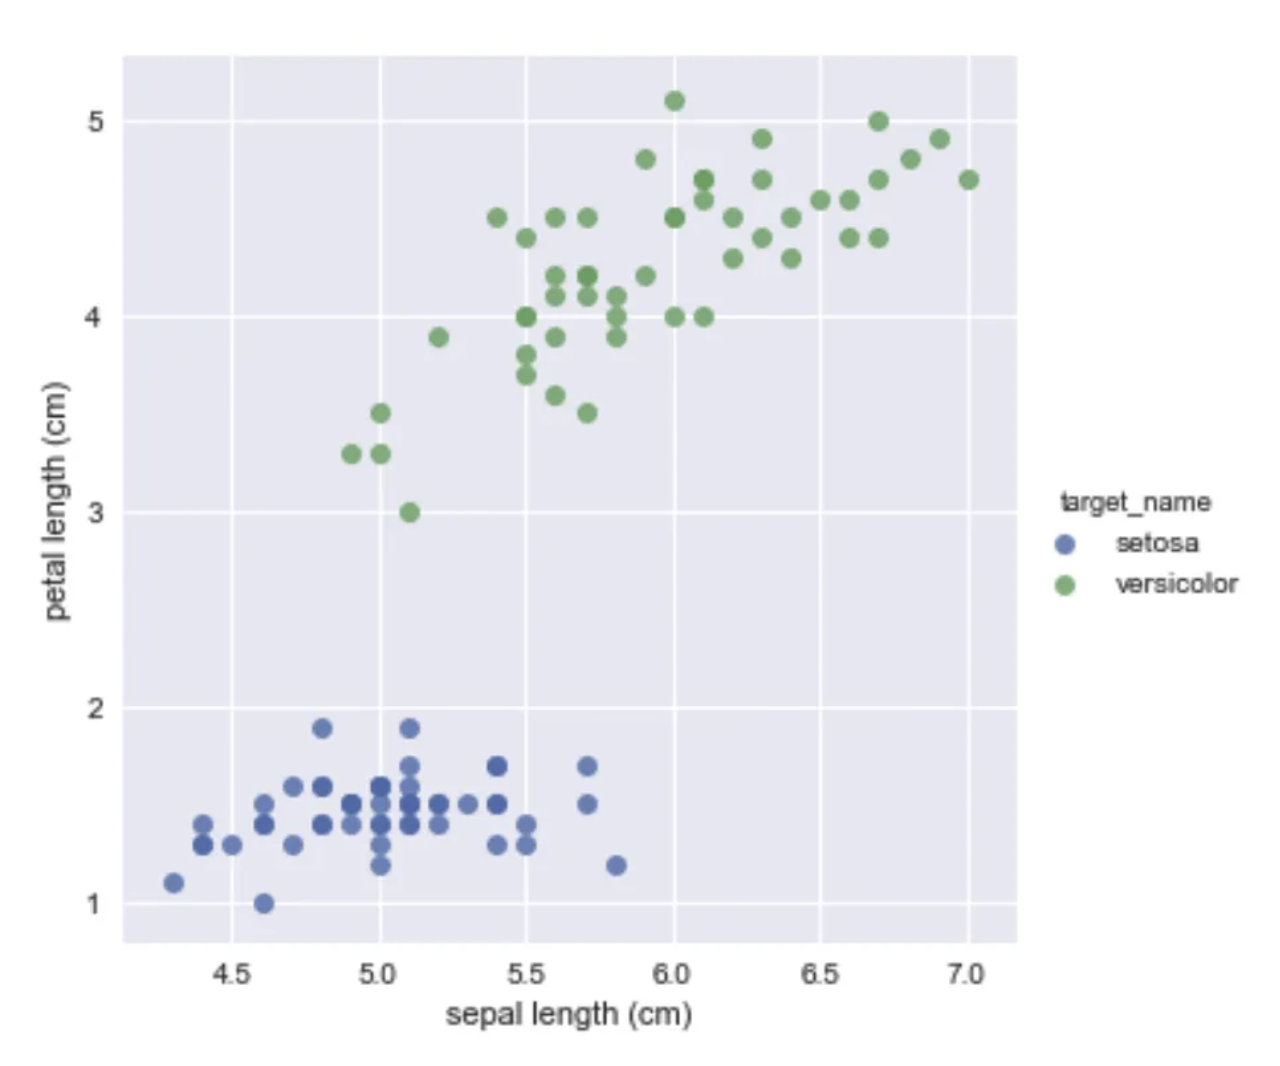 5
4
3
2
1
petal length (cm)
4.5 5.0 5.5 6.0 6.5 7.0
sepal length (cm)
target_name
setosa
versicolor